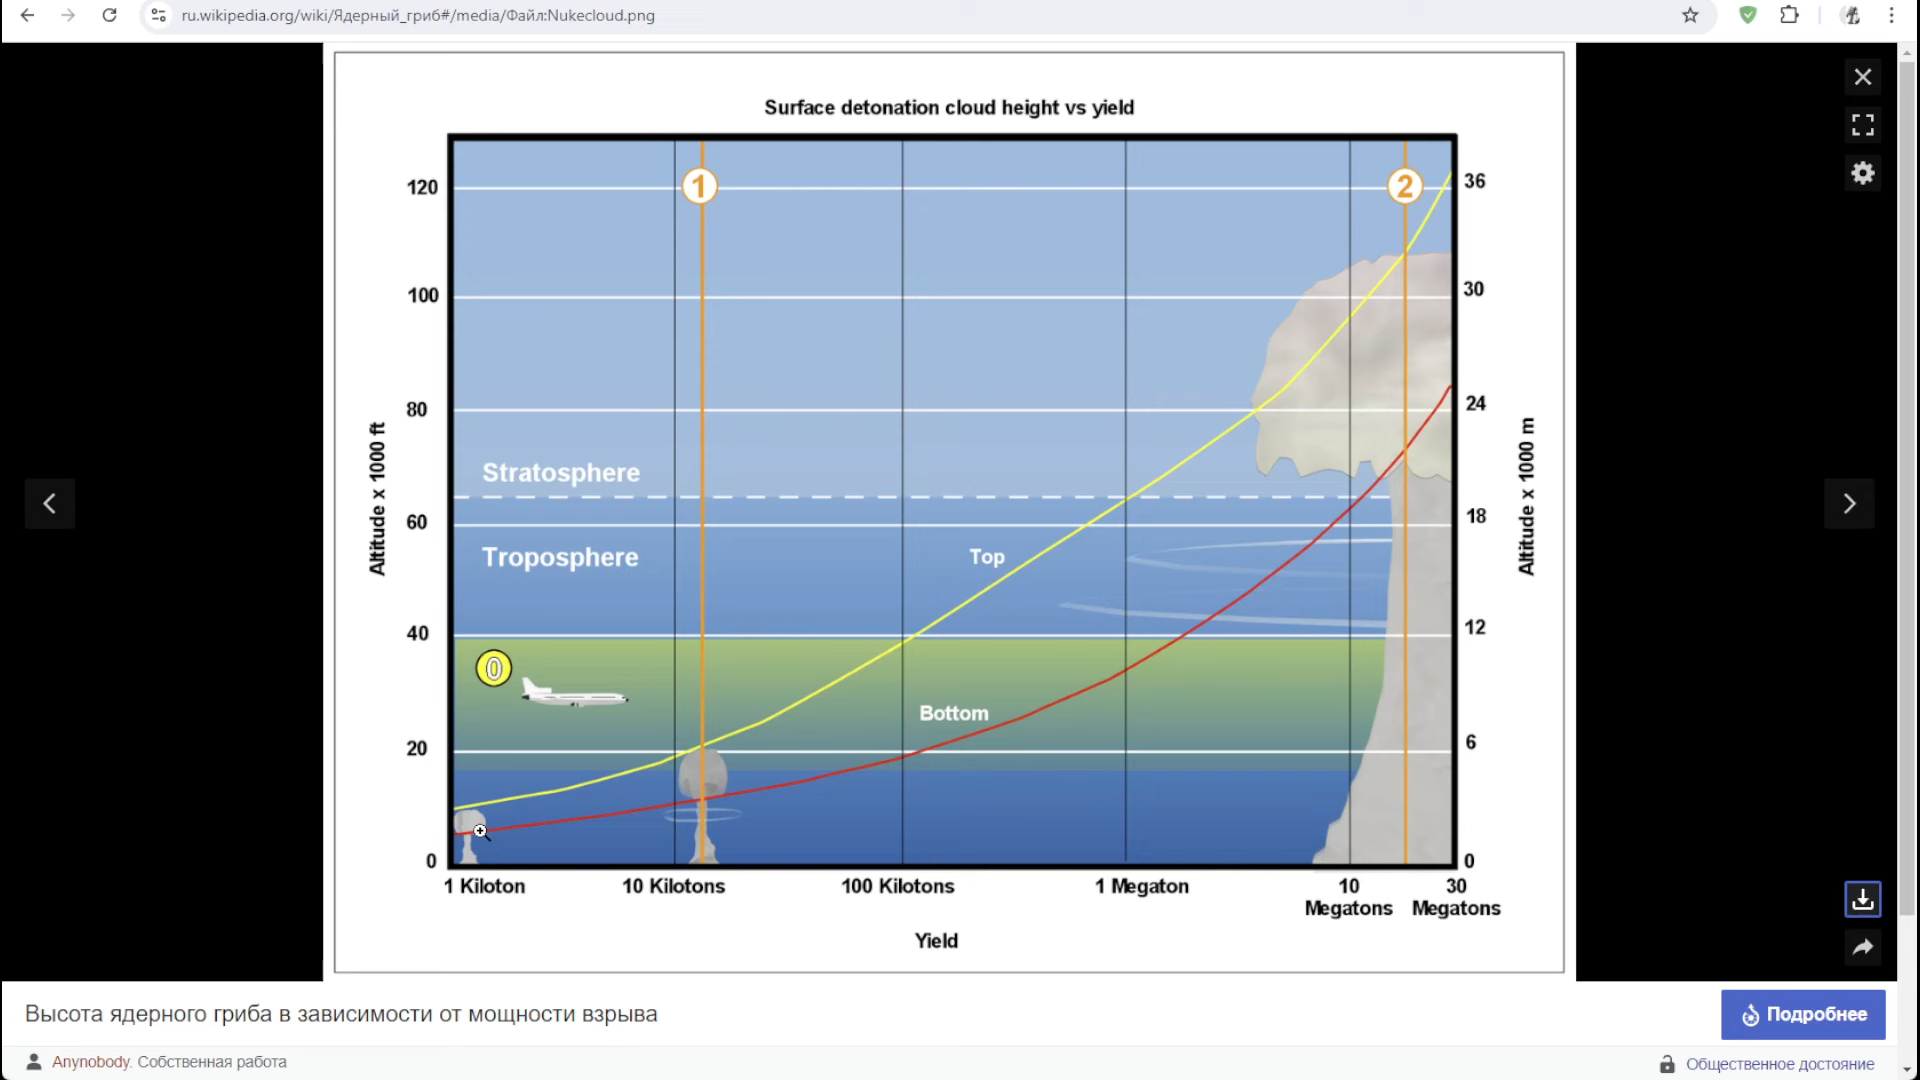 ru.wikipedia.org/wiki/Ядерный_гриб#/media/Файл:Nukecloud.png
Surface detonation cloud height vs yield
120
1
2
36
100
30
80
24
Altitude x 1000 ft
Altitude x 1000 m
Stratosphere
60
18
Troposphere
Top
40
12
0
Bottom
20
6
0
0
1 Kiloton
10 Kilotons
100 Kilotons
1 Megaton
10
Megatons
30
Megatons
Yield
Высота ядерного гриба в зависимости от мощности взрыва
Подробнее
Anynobody. Собственная работа
Общественное достояние